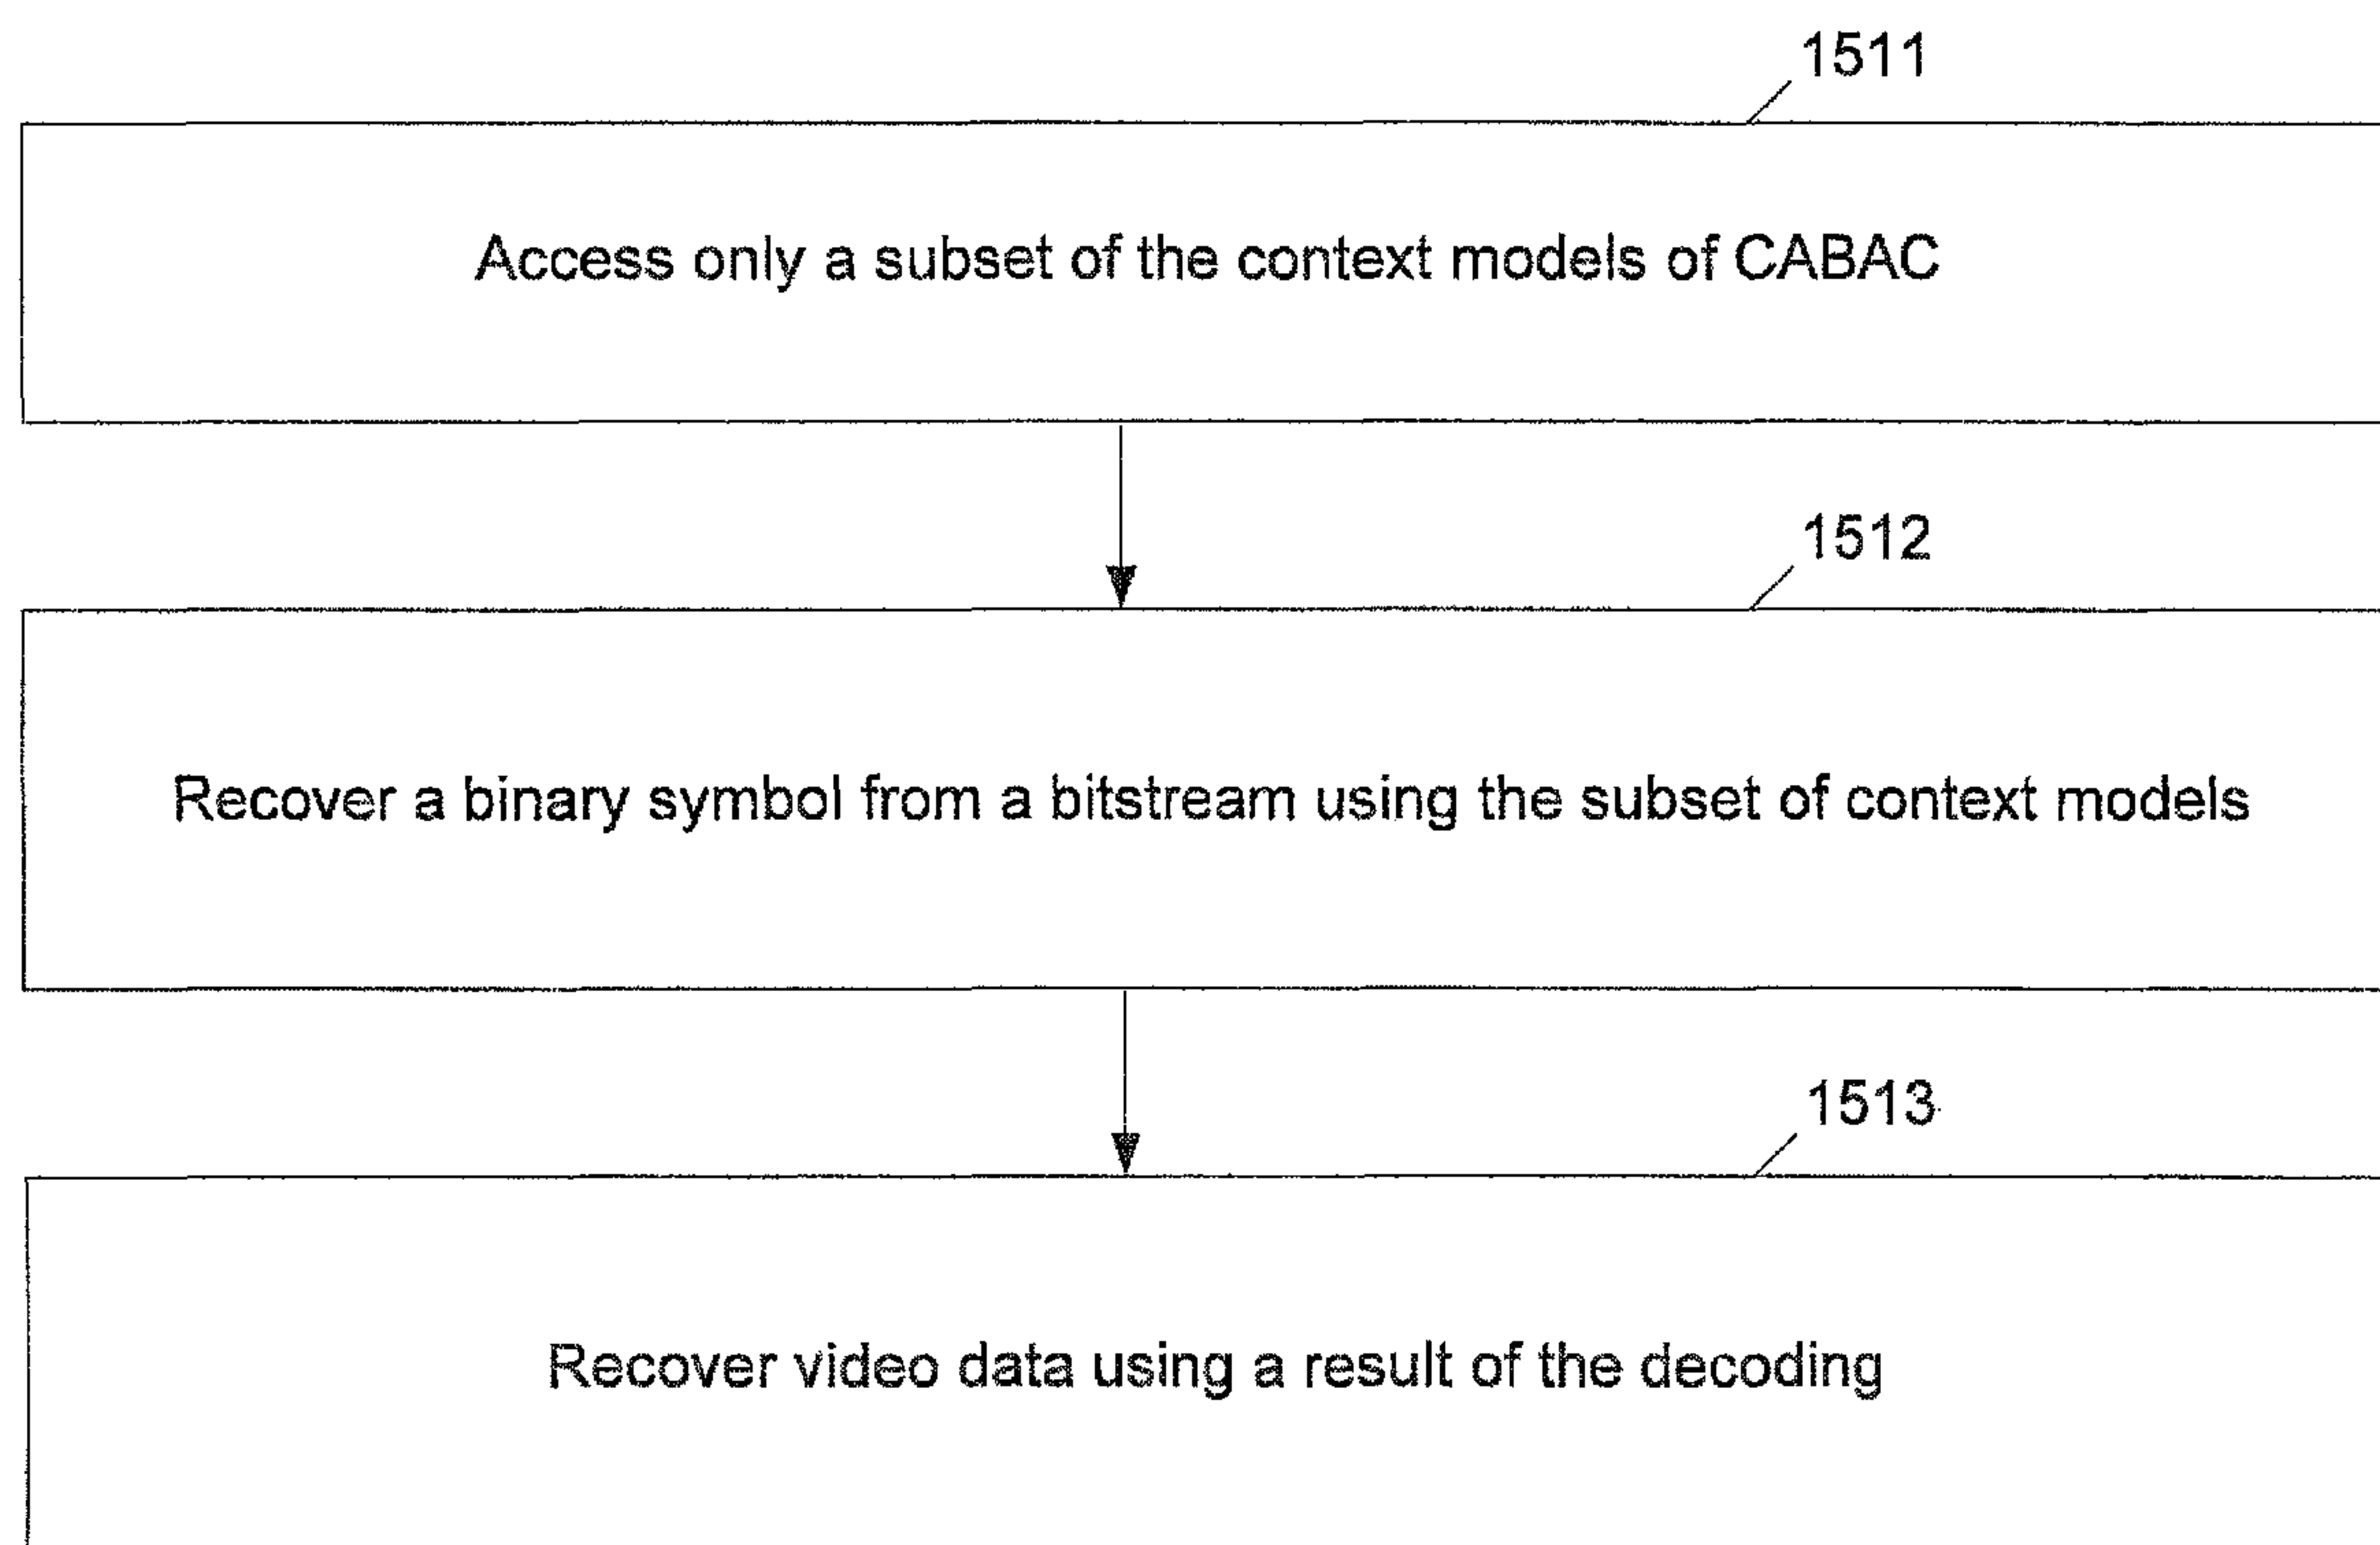 1511
Access only a subset of the context models of CABAC
1512
Recover a binary symbol from a bitstream using the subset of context models
1513
Recover video data using a result of the decoding